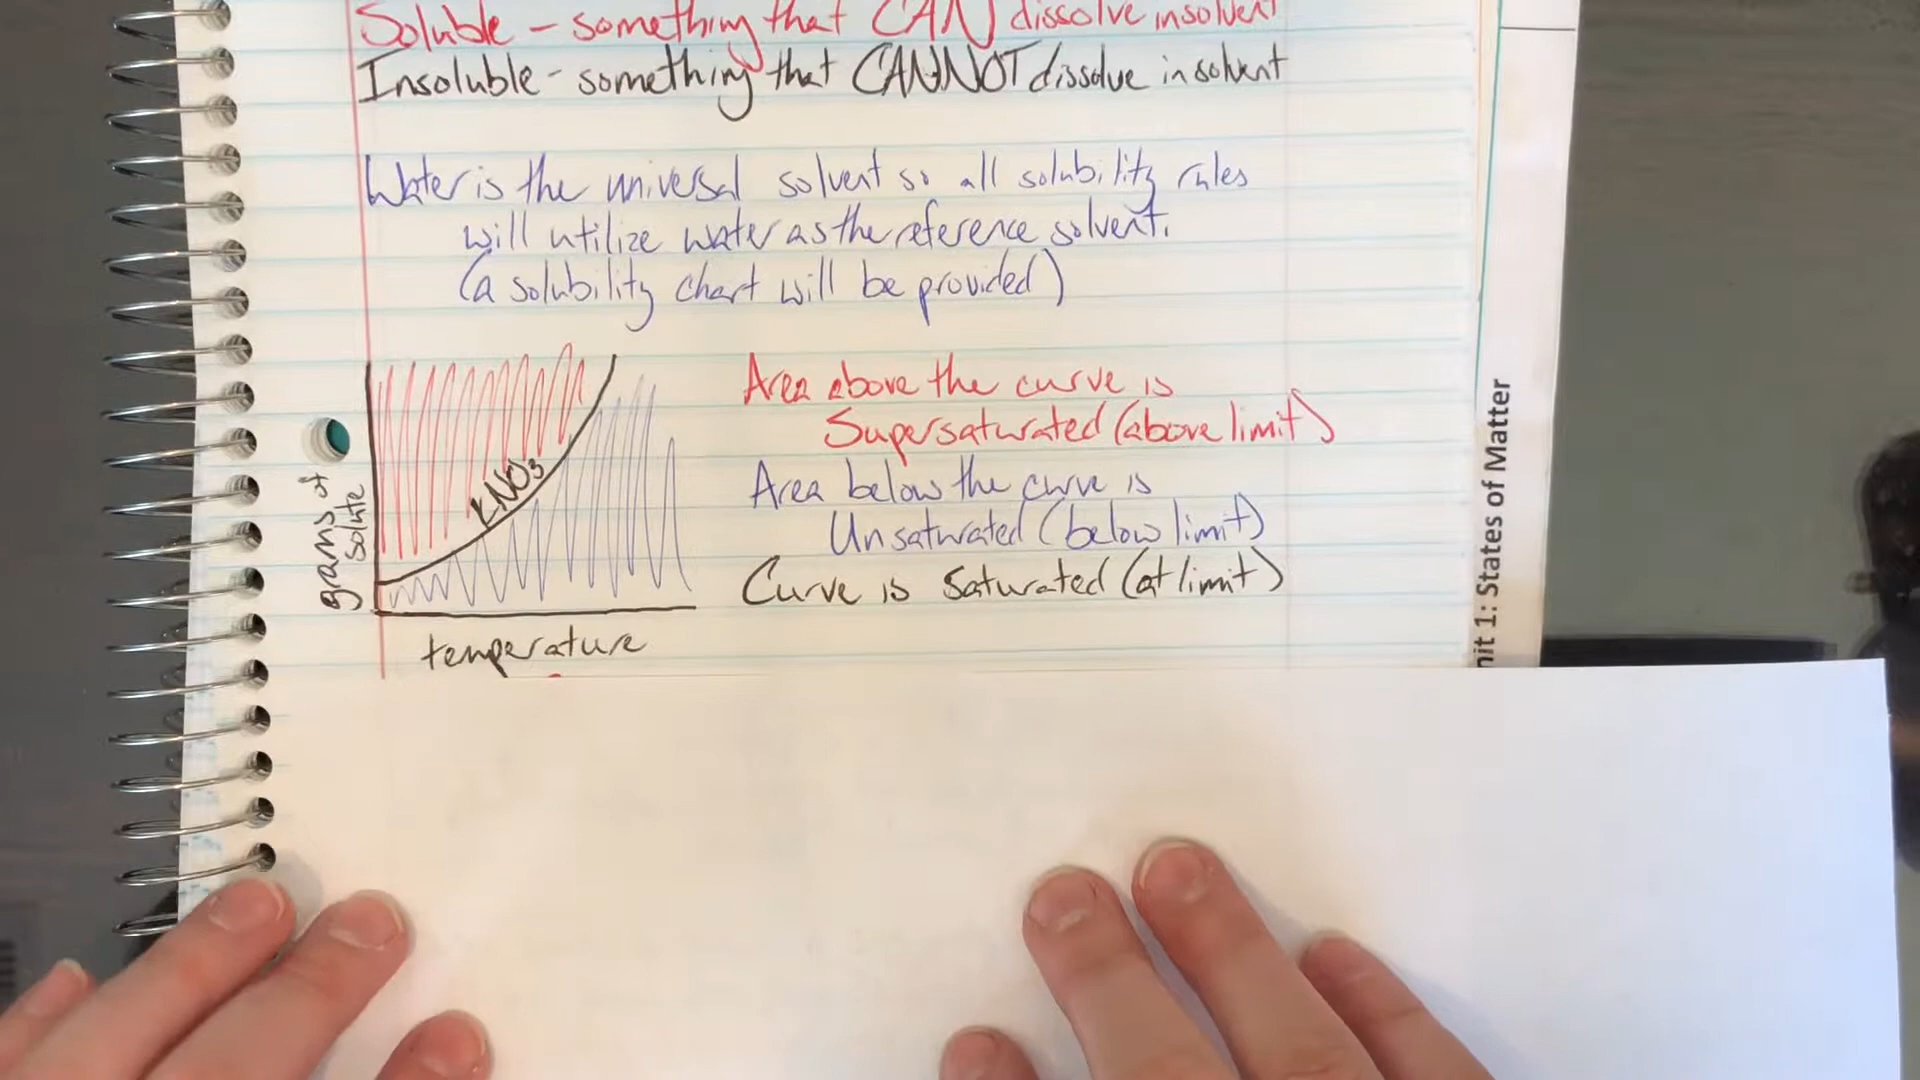 Soluble - something that CAN dissolve in solvent
Insoluble - something that CANNOT dissolve in solvent
Water is the universal solvent so all solubility rules
will utilize water as the reference solvent.
(a solubility chart will be provided)
grams of
solute
KNO3
temperature
Area above the curve is
Supersaturated (above limit)
Area below the curve is
Unsaturated (below limit)
Curve is Saturated (at limit)
nit 1: States of Matter